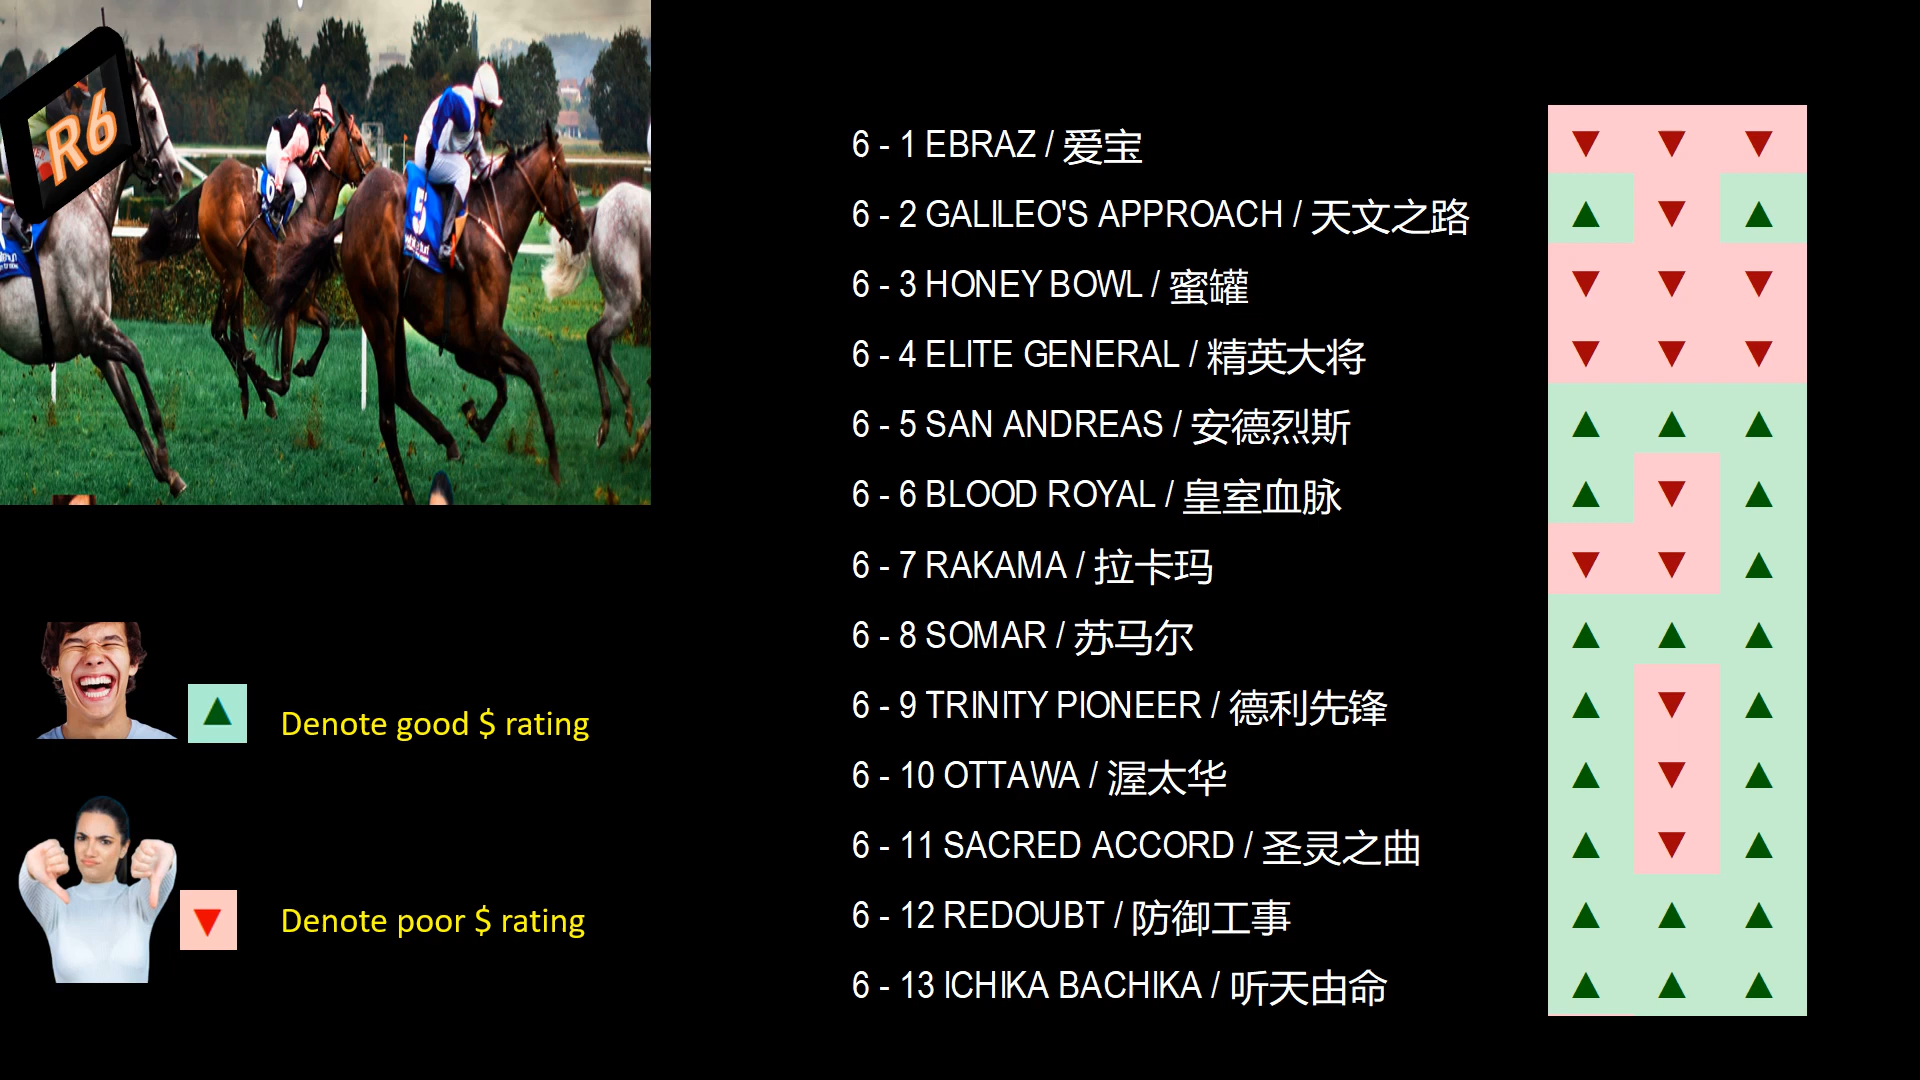 R6
6
5
6 - 1 EBRAZ / 爱宝 ▼ ▼ ▼
6 - 2 GALILEO'S APPROACH / 天文之路 ▲ ▼ ▲
6 - 3 HONEY BOWL / 蜜罐 ▼ ▼ ▼
6 - 4 ELITE GENERAL / 精英大将 ▼ ▼ ▼
6 - 5 SAN ANDREAS / 安德烈斯 ▲ ▲ ▲
6 - 6 BLOOD ROYAL / 皇室血脉 ▲ ▼ ▲
6 - 7 RAKAMA / 拉卡玛 ▼ ▼ ▲
6 - 8 SOMAR / 苏马尔 ▲ ▲ ▲
6 - 9 TRINITY PIONEER / 德利先锋 ▲ ▼ ▲
6 - 10 OTTAWA / 渥太华 ▲ ▼ ▲
6 - 11 SACRED ACCORD / 圣灵之曲 ▲ ▼ ▲
6 - 12 REDOUBT / 防御工事 ▲ ▲ ▲
6 - 13 ICHIKA BACHIKA / 听天由命 ▲ ▲ ▲
▲ Denote good $ rating
▼ Denote poor $ rating